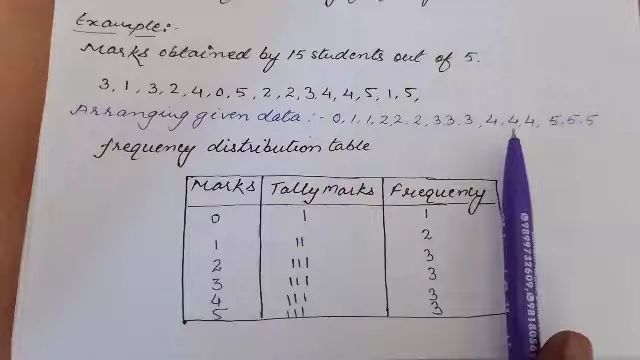 Example:-
Marks obtained by 15 students out of 5.
3, 1, 3, 2, 4, 0, 5, 2, 2, 3, 4, 4, 5, 1, 5,
Arranging given data :- 0, 1, 1, 2, 2, 2, 3, 3, 3, 4, 4, 4, 5, 5, 5
frequency distribution table
Marks Tally Marks Frequency
0 | 1
1 || 2
2 ||| 3
3 ||| 3
4 ||| 3
5 ||| 3